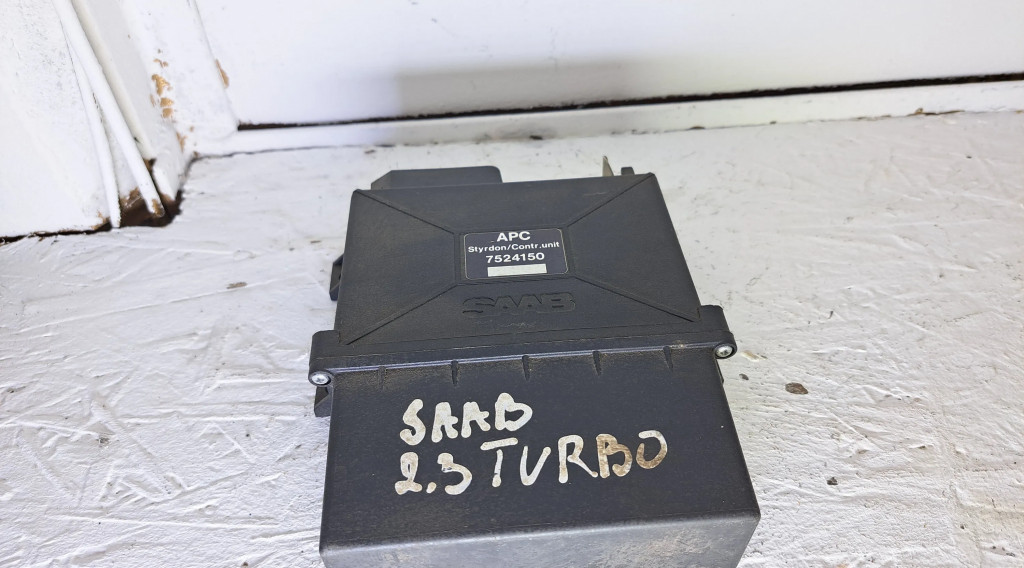 APC
Styrdon/Contr.unit
7524150
SAAB
SAAB
2.3 TURBO